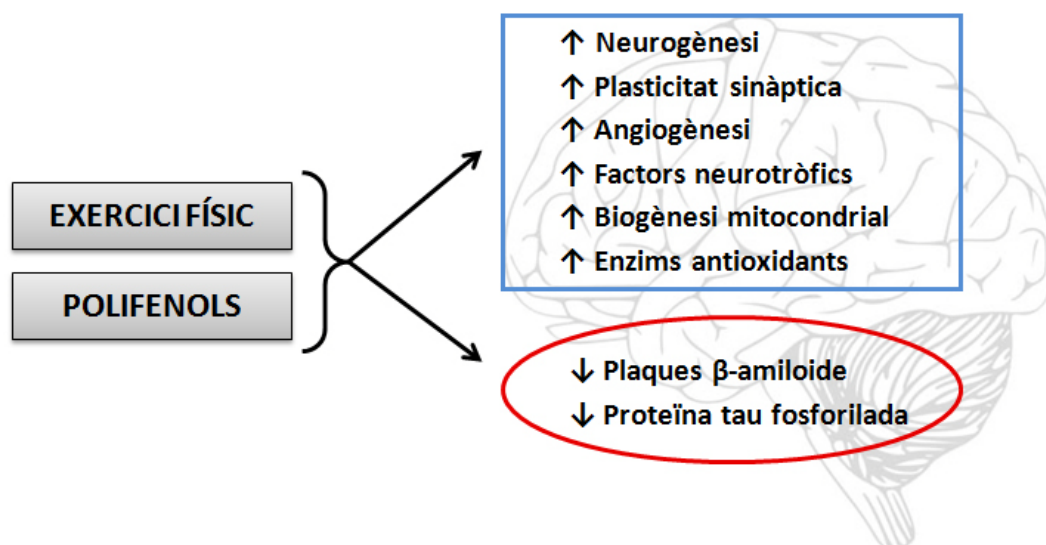 EXERCICI FÍSIC
POLIFENOLS
↑ Neurogènesi
↑ Plasticitat sinàptica
↑ Angiogènesi
↑ Factors neurotròfics
↑ Biogènesi mitocondrial
↑ Enzims antioxidants
↓ Plaques β-amiloide
↓ Proteïna tau fosforilada